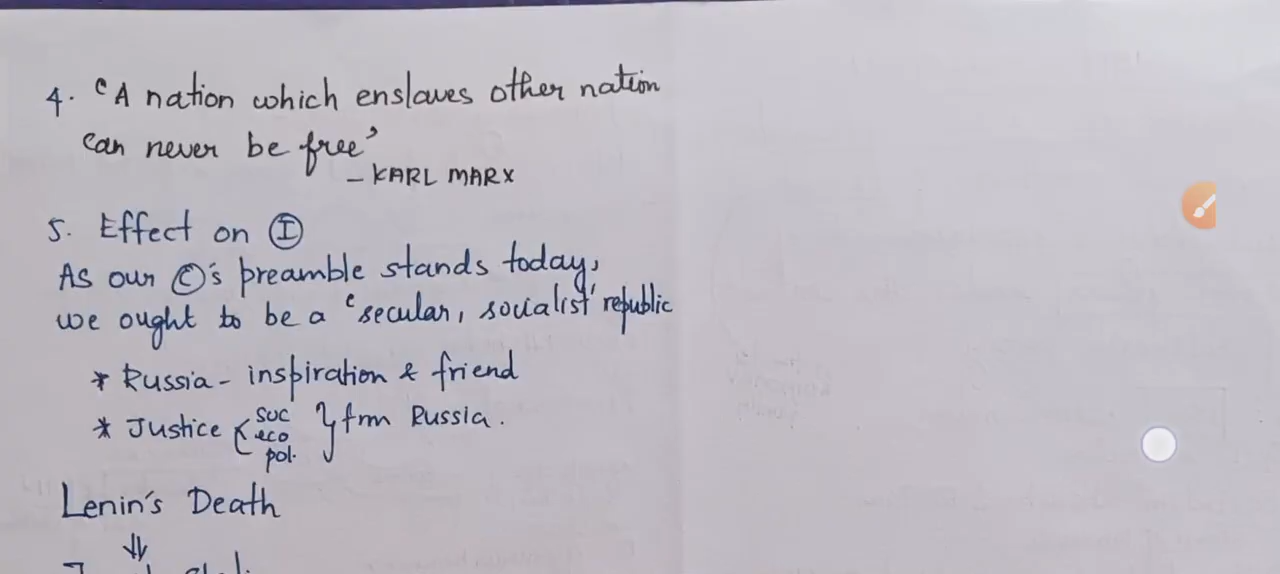 4. ‘A nation which enslaves other nation
can never be free’
- KARL MARX
5. Effect on Ⓘ
As our Ⓒ's preamble stands today,
we ought to be a ‘secular, socialist’ republic
* Russia - inspiration & friend
* Justice { soc eco pol. } frm Russia.
Lenin's Death
⇓